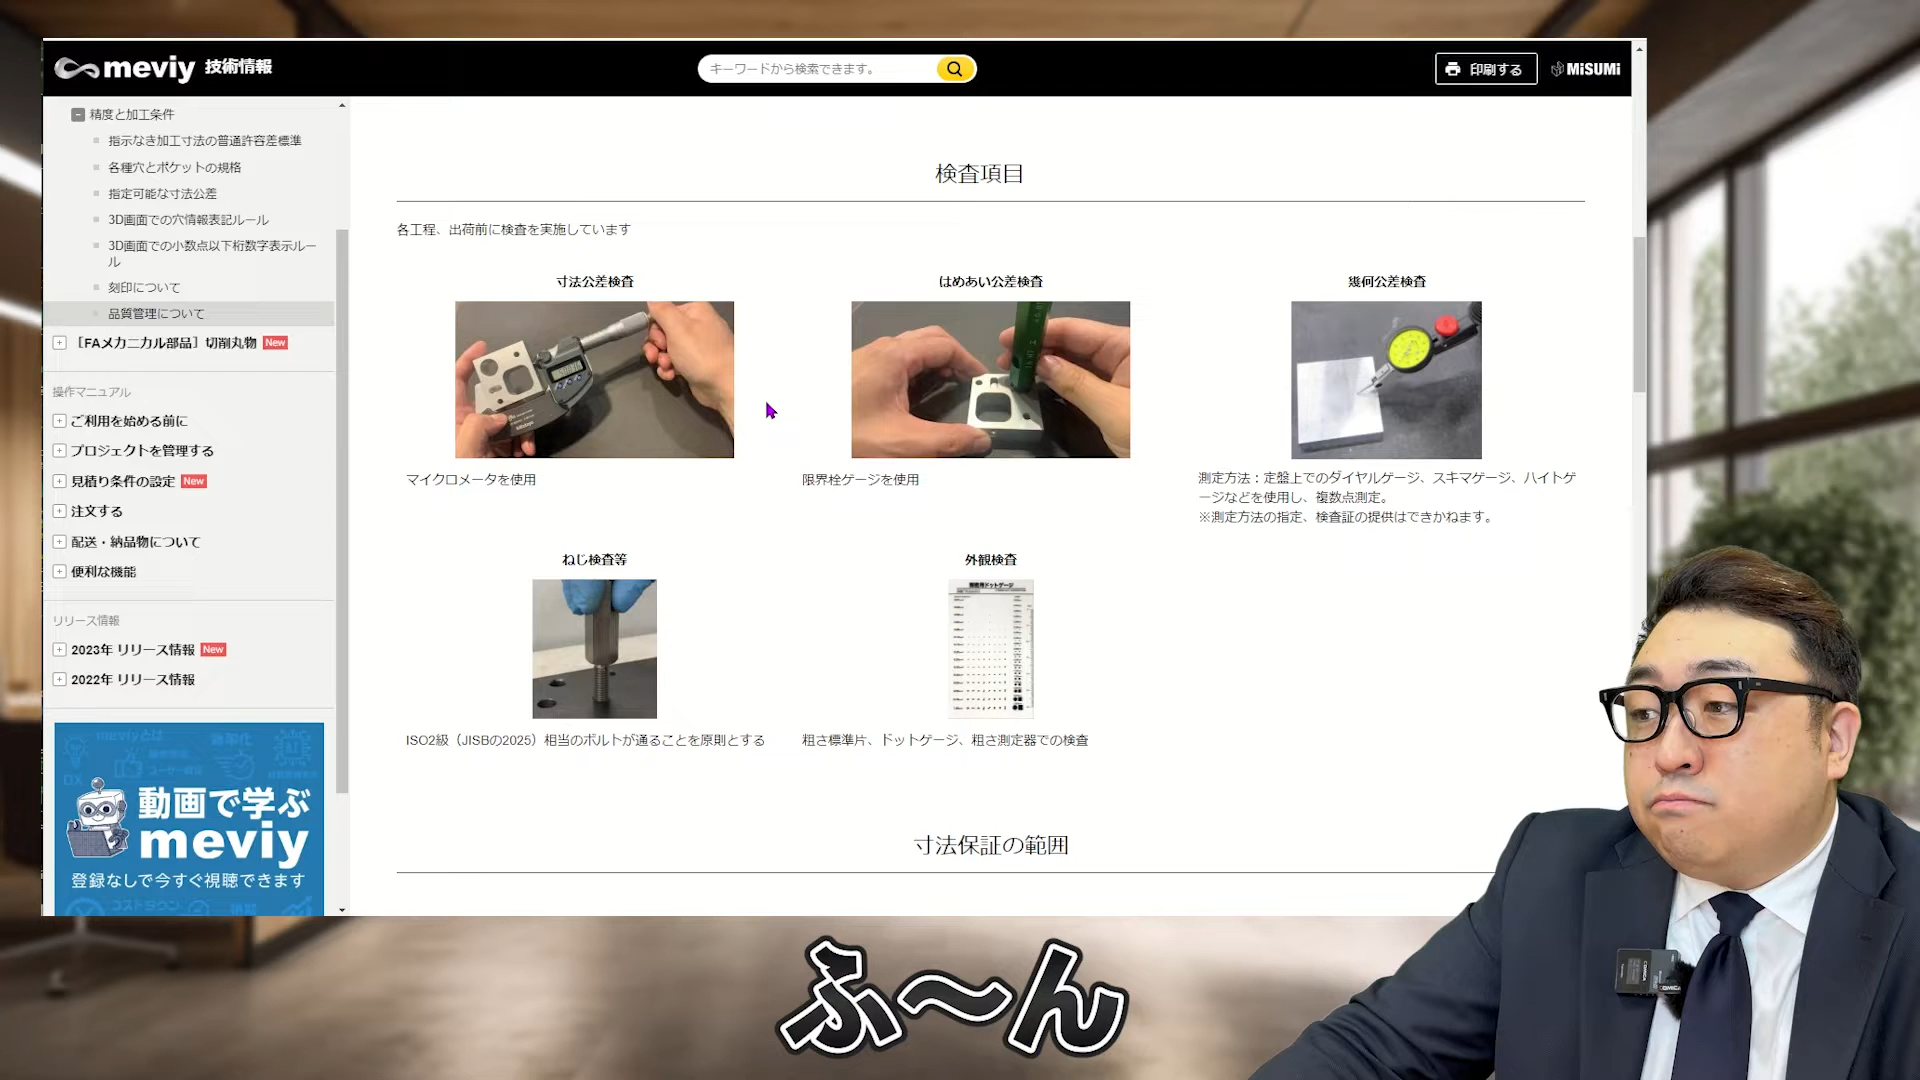 meviy 技術情報
キーワードから検索できます。
印刷する
MiSUMi
精度と加工条件
指示なき加工寸法の普通許容差標準
各種穴とポケットの規格
指定可能な寸法公差
3D画面での穴情報表記ルール
3D画面での小数点以下桁数字表示ルー
ル
刻印について
品質管理について
［FAメカニカル部品］切削丸物 New
操作マニュアル
ご利用を始める前に
プロジェクトを管理する
見積り条件の設定 New
注文する
配送・納品物について
便利な機能
リリース情報
2023年 リリース情報 New
2022年 リリース情報
動画で学ぶ
meviy
登録なしで今すぐ視聴できます
検査項目
各工程、出荷前に検査を実施しています
寸法公差検査
はめあい公差検査
幾何公差検査
マイクロメータを使用
限界栓ゲージを使用
測定方法：定盤上でのダイヤルゲージ、スキマゲージ、ハイトゲ
ージなどを使用し、複数点測定。
※測定方法の指定、検査証の提供はできかねます。
ねじ検査等
外観検査
ISO2級（JISBの2025）相当のボルトが通ることを原則とする
粗さ標準片、ドットゲージ、粗さ測定器での検査
寸法保証の範囲
ふ～ん